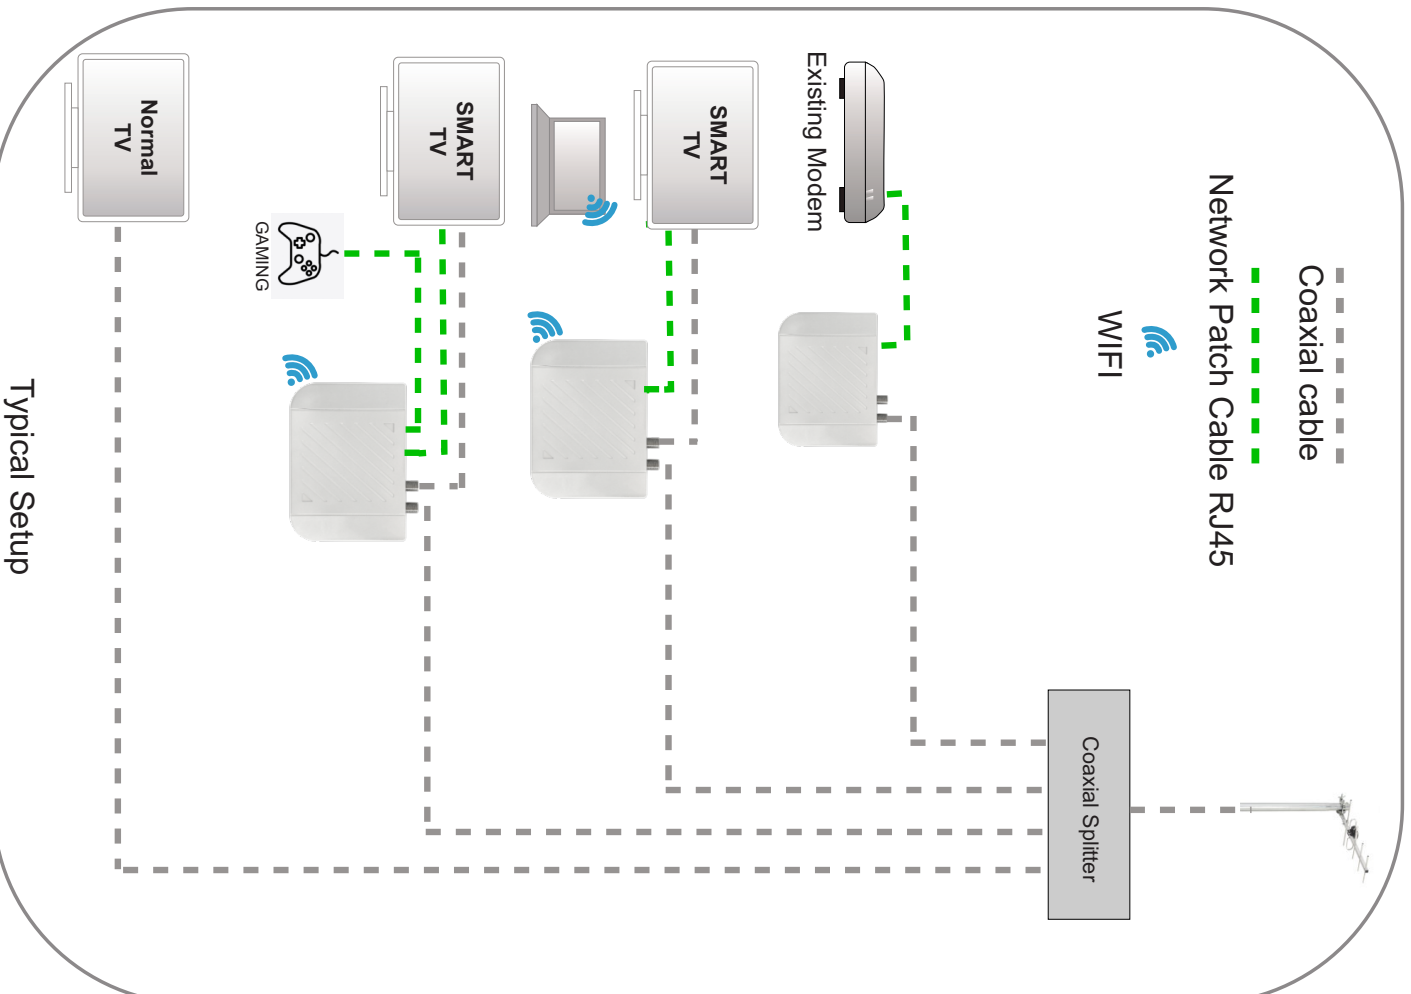 Coaxial cable
Network Patch Cable RJ45
WIFI
Existing Modem
SMART
TV
SMART
TV
GAMING
Normal
TV
Coaxial Splitter
Typical Setup